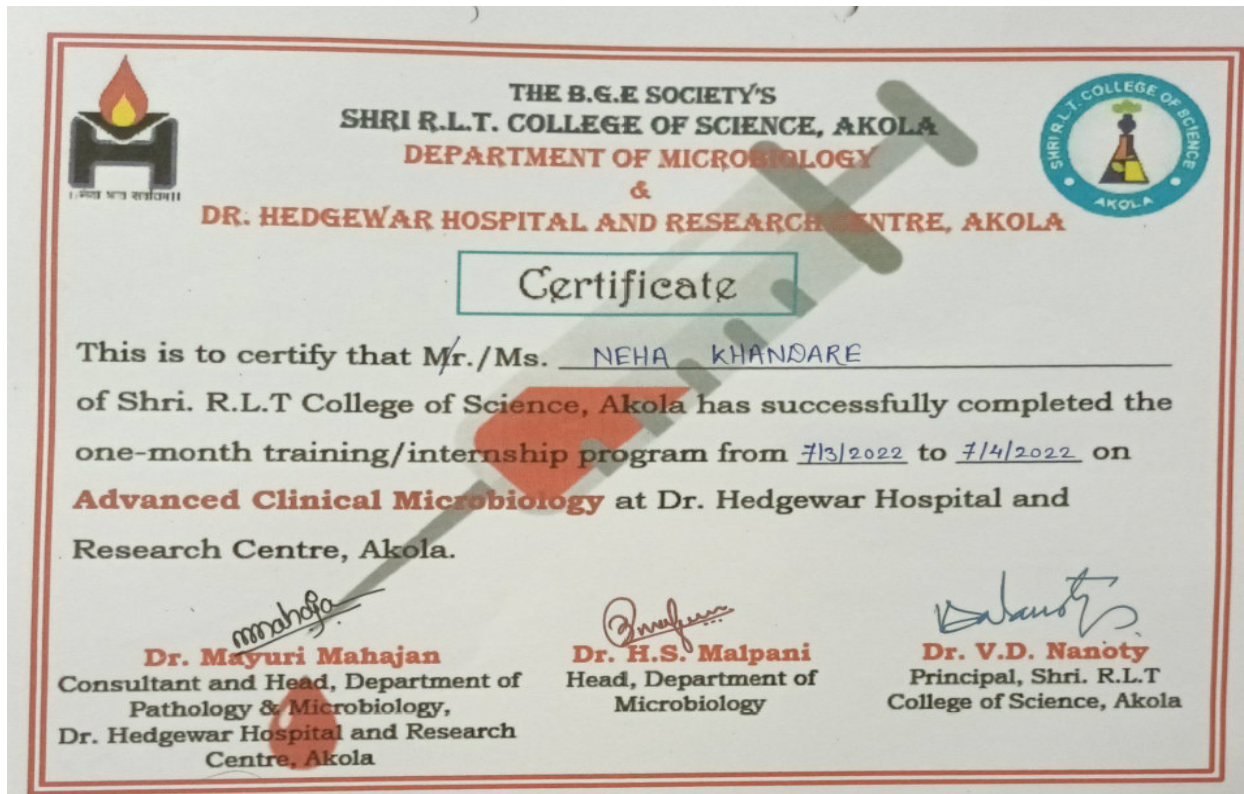 THE B.G.E SOCIETY'S
SHRI R.L.T. COLLEGE OF SCIENCE, AKOLA
DEPARTMENT OF MICROBIOLOGY
&
DR. HEDGEWAR HOSPITAL AND RESEARCH CENTRE, AKOLA
SHRI R.L.T. COLLEGE OF SCIENCE
AKOLA
Certificate
This is to certify that Mr./Ms. NEHA KHANDARE
of Shri. R.L.T College of Science, Akola has successfully completed the
one-month training/internship program from 7/3/2022 to 7/4/2022 on
Advanced Clinical Microbiology at Dr. Hedgewar Hospital and
Research Centre, Akola.
Dr. Mayuri Mahajan
Consultant and Head, Department of
Pathology & Microbiology,
Dr. Hedgewar Hospital and Research
Centre, Akola
Dr. H.S. Malpani
Head, Department of
Microbiology
Dr. V.D. Nanoty
Principal, Shri. R.L.T
College of Science, Akola